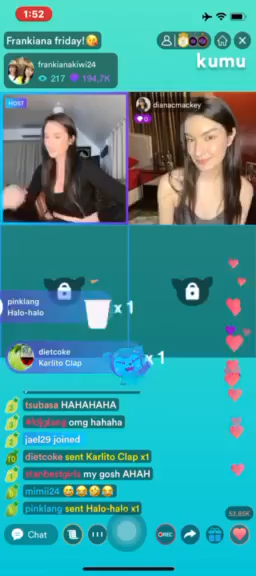 1:52
Frankiana friday!😘
frankianakiwi24
217 194,7K
kumu
HOST
dianacmackey
0
pinklang
Halo-halo
x 1
dietcoke
Karlito Clap
x 1
tsubasa HAHAHAHA
omg hahaha
jael29 joined
dietcoke sent Karlito Clap x1
stanbestgirls my gosh AHAH
mimii24 😋😂🤣😂
pinklang sent Halo-halo x1
Chat
REC